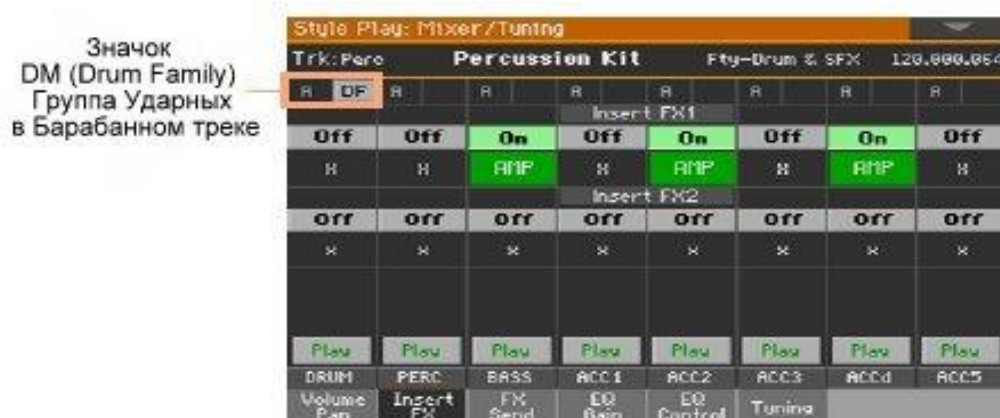 Значок
DM (Drum Family)
Группа Ударных
в Барабанном треке
Style Play: Mixer/Tuning
Trk:Perc Percussion Kit Fty-Drum & SFX 120.000.064
A DF A A A A A A
Insert FX1
Off Off On Off On Off On Off
x x AMP x AMP x AMP x
Insert FX2
Off Off Off Off Off Off Off Off
x x x x x x x x
Play Play Play Play Play Play Play Play
DRUM PERC BASS ACC1 ACC2 ACC3 ACC4 ACC5
Volume Insert FX EQ EQ Tuning
Pan FX Send Gain Control